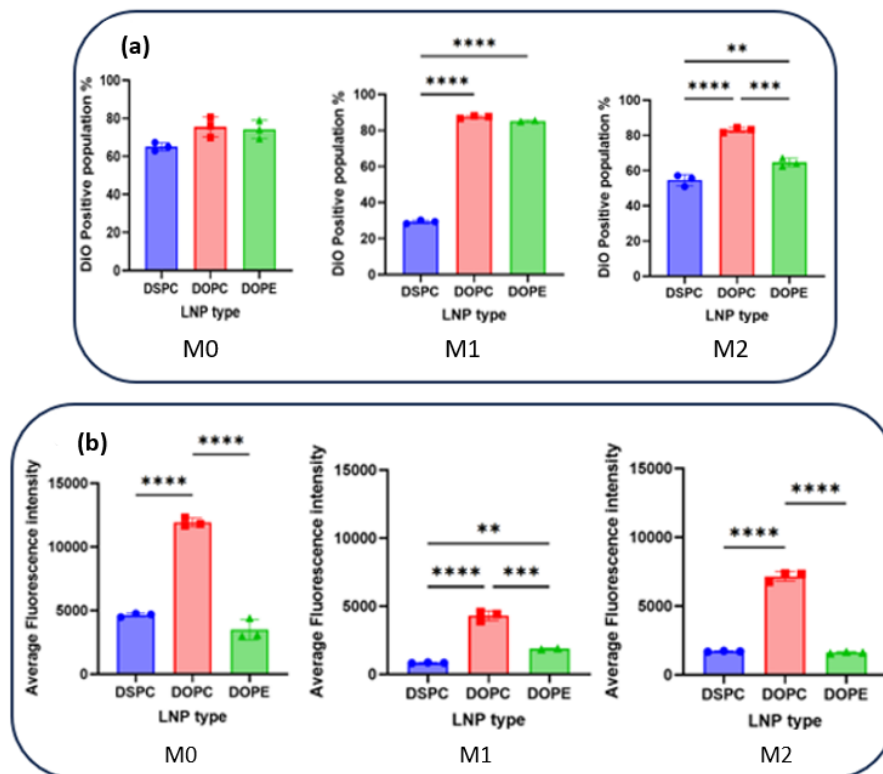 (a)
DiO Positive population %
100
80
60
40
20
0
DSPC DOPC DOPE
LNP type
M0
****
****
DiO Positive population %
100
80
60
40
20
0
DSPC DOPC DOPE
LNP type
M1
**
**** ***
DiO Positive population %
100
80
60
40
20
0
DSPC DOPC DOPE
LNP type
M2
(b)
****
****
Average Fluorescence intensity
15000
10000
5000
0
DSPC DOPC DOPE
LNP type
M0
**
**** ***
Average Fluorescence intensity
15000
10000
5000
0
DSPC DOPC DOPE
LNP type
M1
****
****
Average Fluorescence intensity
15000
10000
5000
0
DSPC DOPC DOPE
LNP type
M2